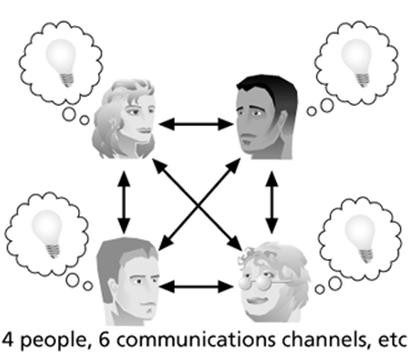 4 people, 6 communications channels, etc